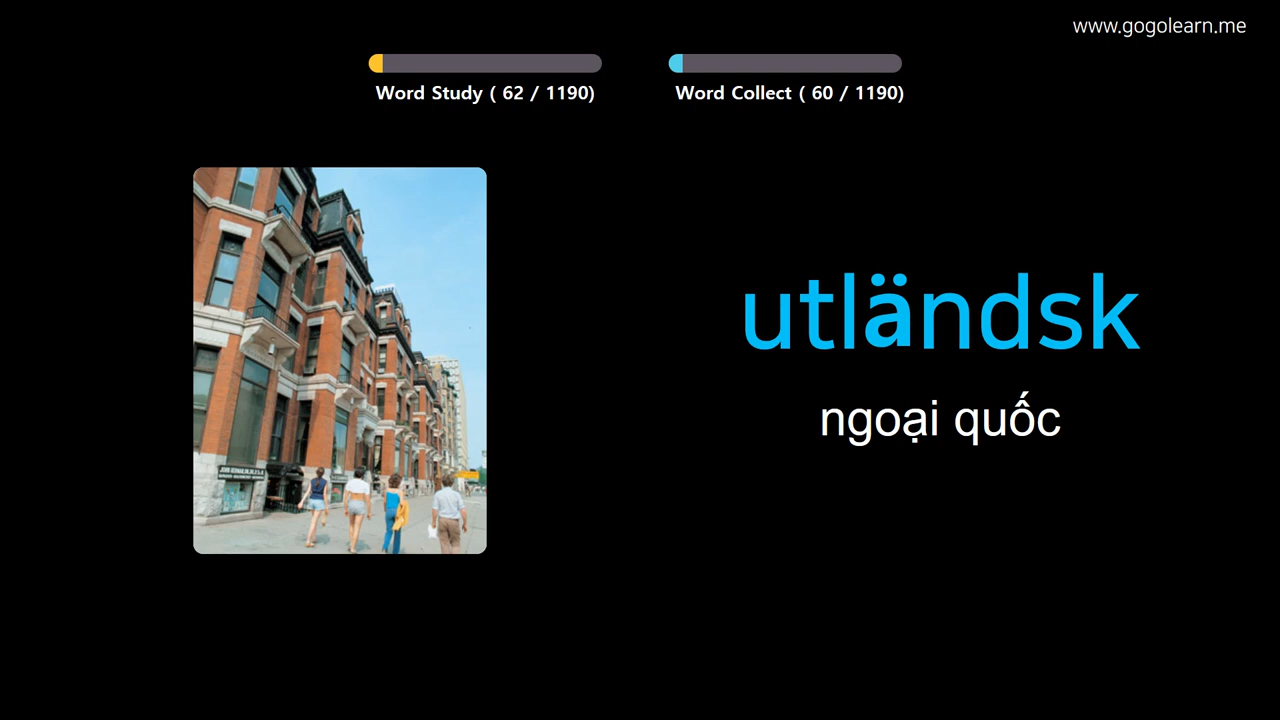 www.gogolearn.me
Word Study ( 62 / 1190)
Word Collect ( 60 / 1190)
utländsk
ngoại quốc